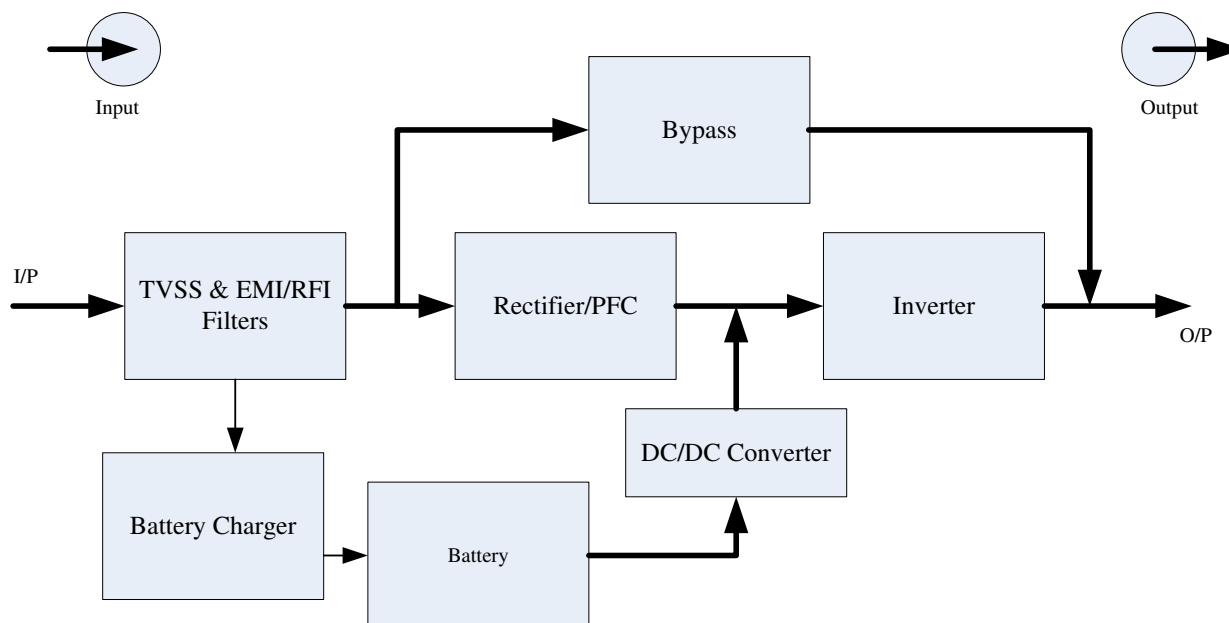 Input
Output
Bypass
I/P
TVSS & EMI/RFI
Filters
Rectifier/PFC
Inverter
O/P
DC/DC Converter
Battery Charger
Battery